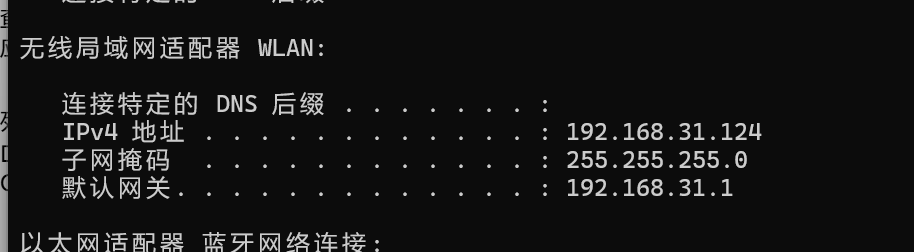 无线局域网适配器 WLAN:
连接特定的 DNS 后缀 . . . . . . . :
IPv4 地址 . . . . . . . . . . . . : 192.168.31.124
子网掩码 . . . . . . . . . . . . : 255.255.255.0
默认网关. . . . . . . . . . . . . : 192.168.31.1
以太网适配器 蓝牙网络连接: